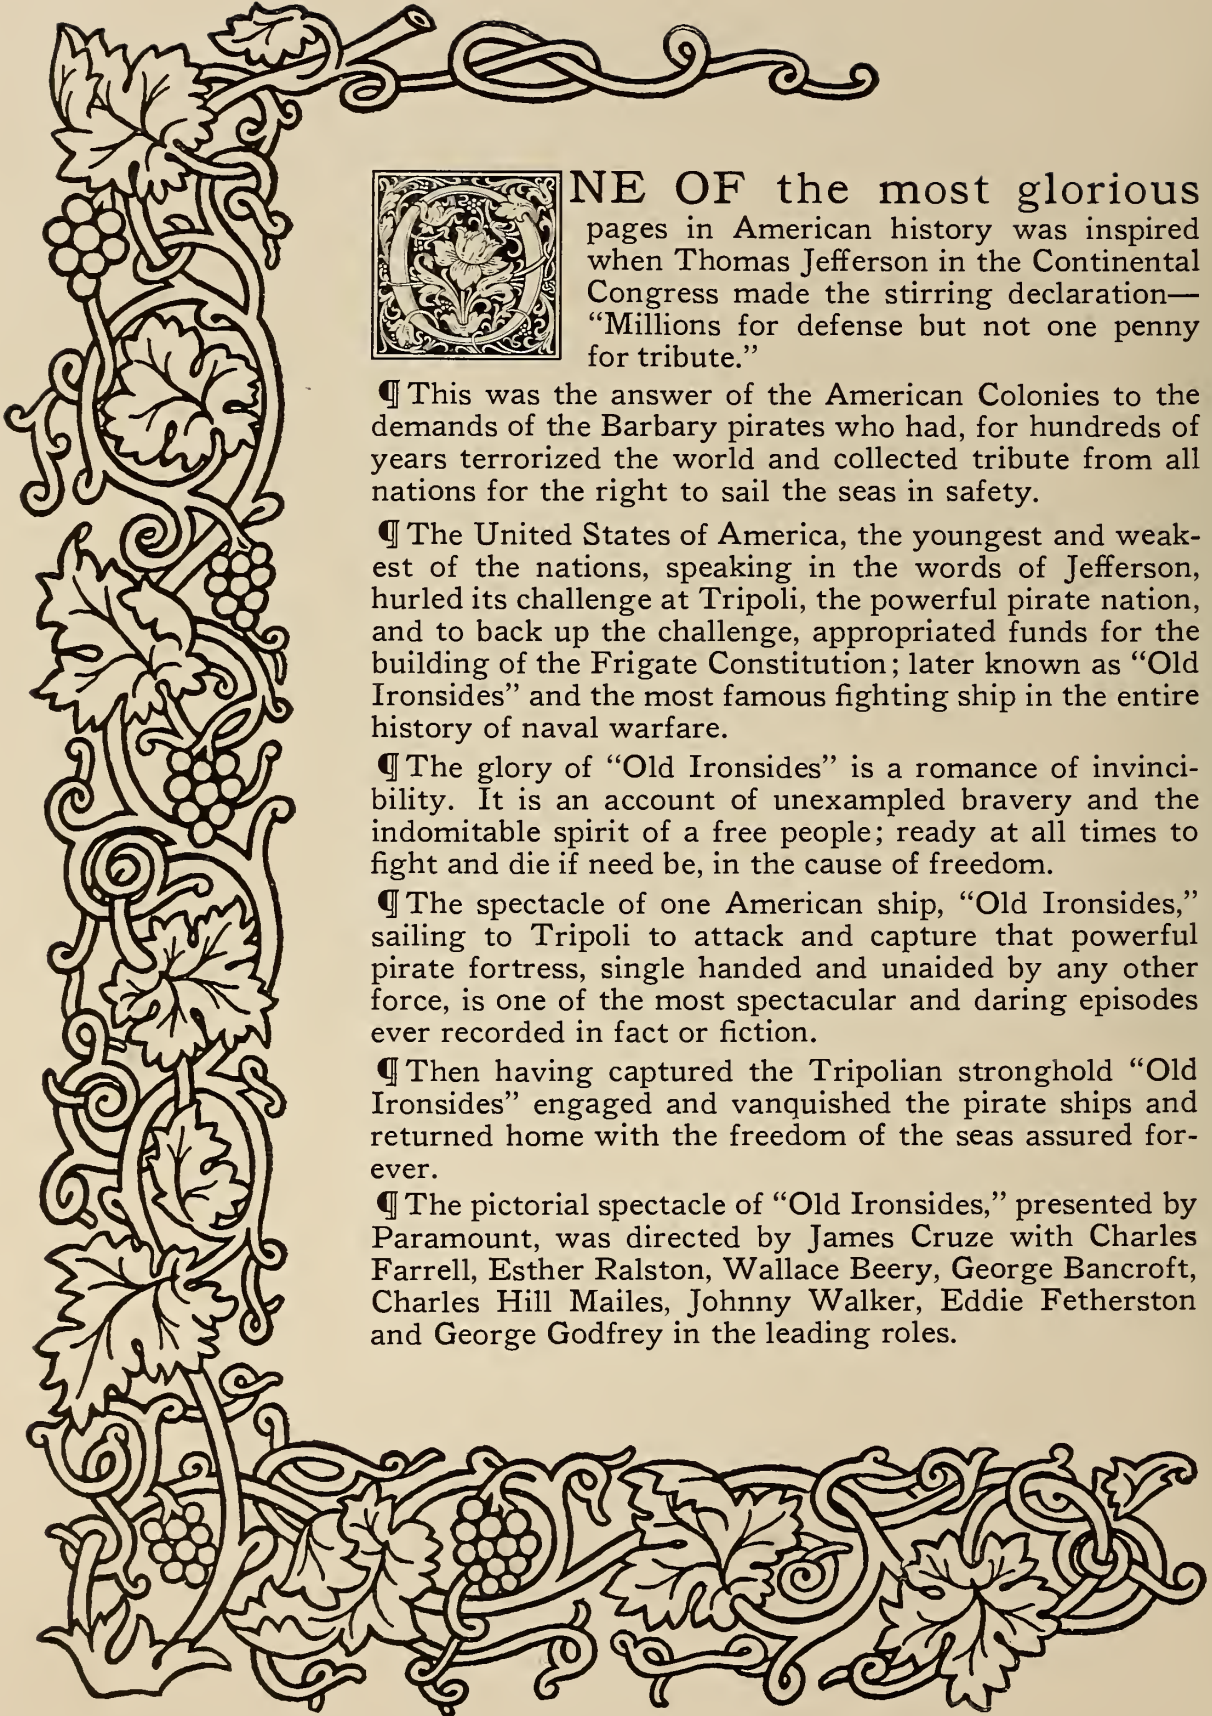 ONE OF the most glorious
pages in American history was inspired
when Thomas Jefferson in the Continental
Congress made the stirring declaration—
“Millions for defense but not one penny
for tribute.”
¶ This was the answer of the American Colonies to the
demands of the Barbary pirates who had, for hundreds of
years terrorized the world and collected tribute from all
nations for the right to sail the seas in safety.
¶ The United States of America, the youngest and weak-
est of the nations, speaking in the words of Jefferson,
hurled its challenge at Tripoli, the powerful pirate nation,
and to back up the challenge, appropriated funds for the
building of the Frigate Constitution; later known as “Old
Ironsides” and the most famous fighting ship in the entire
history of naval warfare.
¶ The glory of “Old Ironsides” is a romance of invinci-
bility. It is an account of unexampled bravery and the
indomitable spirit of a free people; ready at all times to
fight and die if need be, in the cause of freedom.
¶ The spectacle of one American ship, “Old Ironsides,”
sailing to Tripoli to attack and capture that powerful
pirate fortress, single handed and unaided by any other
force, is one of the most spectacular and daring episodes
ever recorded in fact or fiction.
¶ Then having captured the Tripolian stronghold “Old
Ironsides” engaged and vanquished the pirate ships and
returned home with the freedom of the seas assured for-
ever.
¶ The pictorial spectacle of “Old Ironsides,” presented by
Paramount, was directed by James Cruze with Charles
Farrell, Esther Ralston, Wallace Beery, George Bancroft,
Charles Hill Mailes, Johnny Walker, Eddie Fetherston
and George Godfrey in the leading roles.